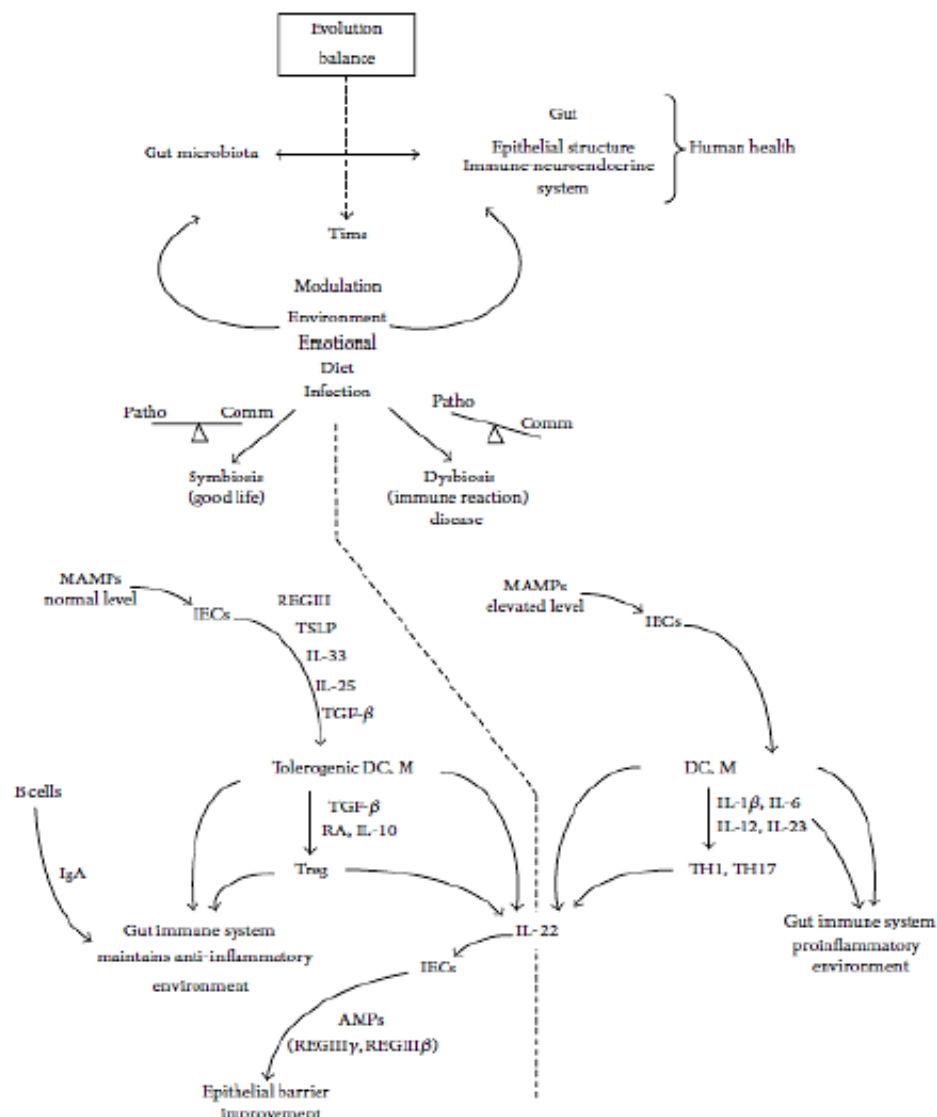 Evolution
balance
Gut microbiota
Gut
Epithelial structure
Immune-neuroendocrine
system
Human health
Time
Modulation
Environment
Emotional
Diet
Infection
Patho Comm
Patho
Comm
Symbiosis
(good life)
Dysbiosis
(immune reaction)
disease
MAMPs
normal level
IECs
REGIII
TSLP
IL-33
IL-25
TGF-β
MAMPs
elevated level
IECs
Tolerogenic DC, M
DC, M
B cells
IgA
TGF-β
RA, IL-10
Treg
IL-1β, IL-6
IL-12, IL-23
TH1, TH17
Gut immune system
maintains anti-inflammatory
environment
IL-22
Gut immune system
proinflammatory
environment
IECs
AMPs
(REGIIIγ, REGIIIβ)
Epithelial barrier
improvement